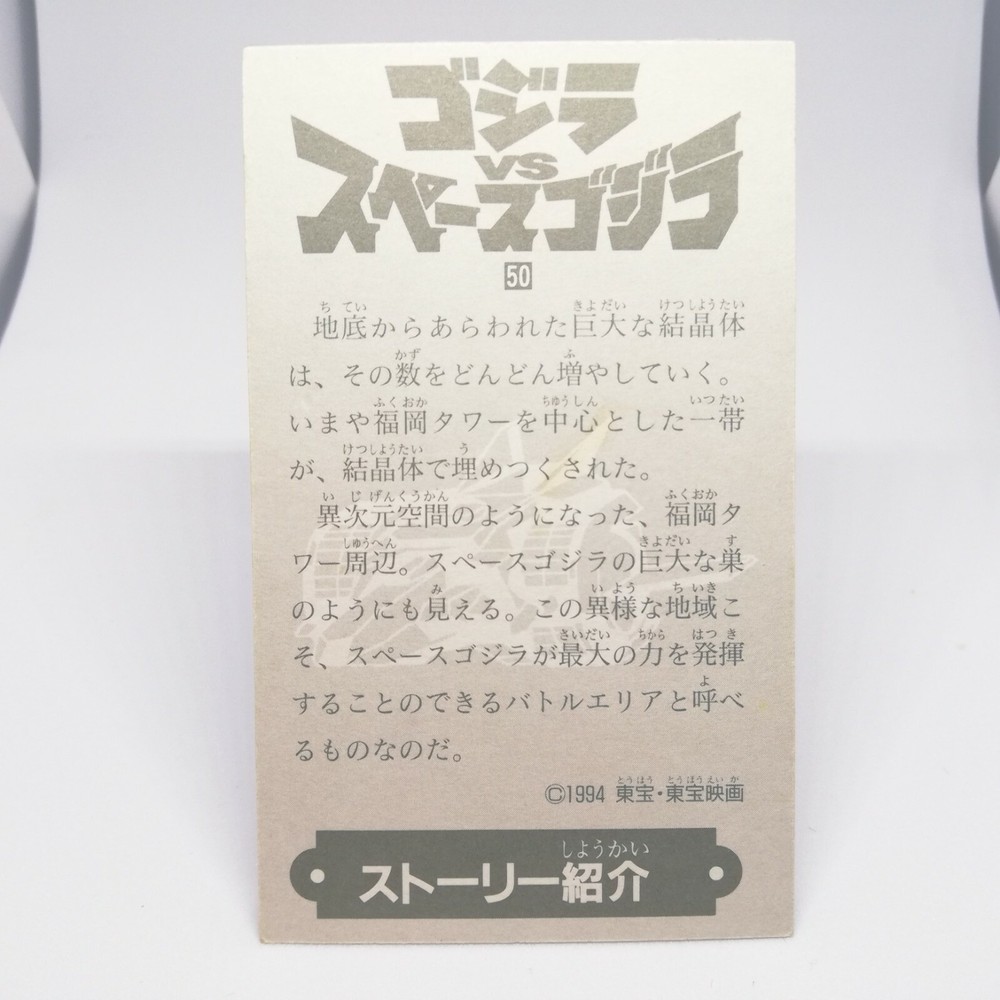 ゴジラ
VS
スペースゴジラ
50
地底からあらわれた巨大な結晶体
は、その数をどんどん増やしていく。
いまや福岡タワーを中心とした一帯
が、結晶体で埋めつくされた。
異次元空間のようになった、福岡タ
ワー周辺。スペースゴジラの巨大な巣
のようにも見える。この異様な地域こ
そ、スペースゴジラが最大の力を発揮
することのできるバトルエリアと呼べ
るものなのだ。
©1994 東宝・東宝映画
ストーリー紹介